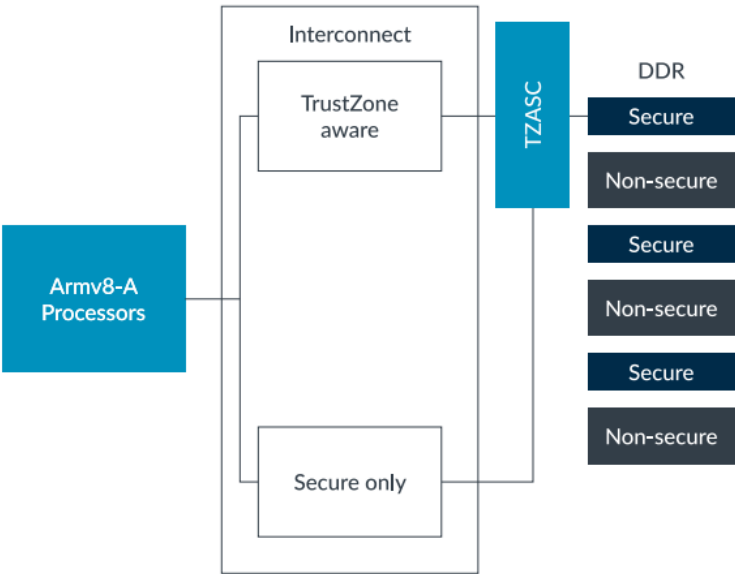 Interconnect
TrustZone
aware
TZASC
DDR
Secure
Non-secure
Secure
Non-secure
Secure
Non-secure
Armv8-A
Processors
Secure only